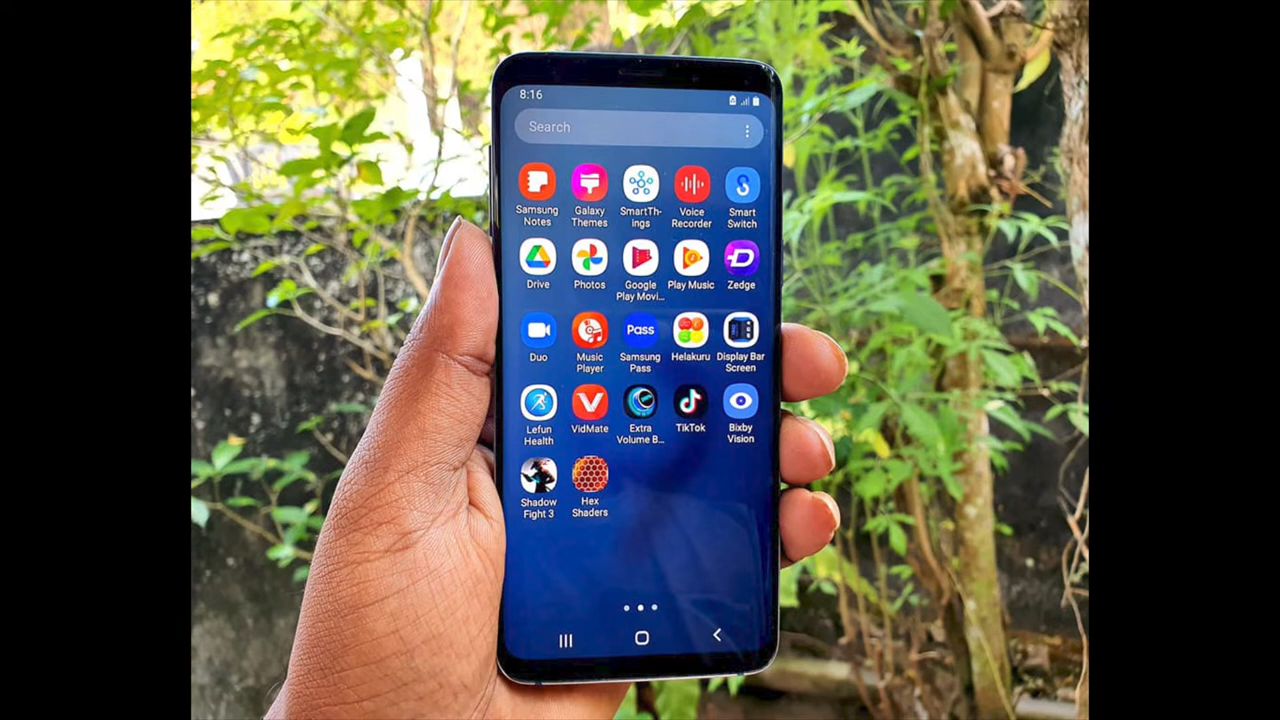 8:16
Search
Samsung Notes
Galaxy Themes
SmartTh-ings
Voice Recorder
Smart Switch
Drive
Photos
Google Play Movi...
Play Music
Zedge
Duo
Music Player
Pass
Samsung Pass
Helakuru
Display Bar Screen
Lefun Health
VidMate
Extra Volume B...
TikTok
Bixby Vision
Shadow Fight 3
Hex Shaders